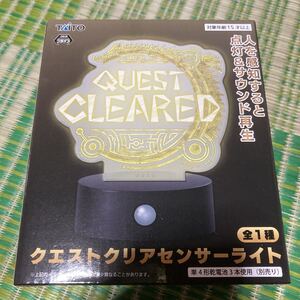 TAITO
対象年齢15才以上
人を感知すると
点灯&サウンド再生
QUEST
CLEARED
全1種
クエストクリアセンサーライト
単4形乾電池3本使用(別売り)